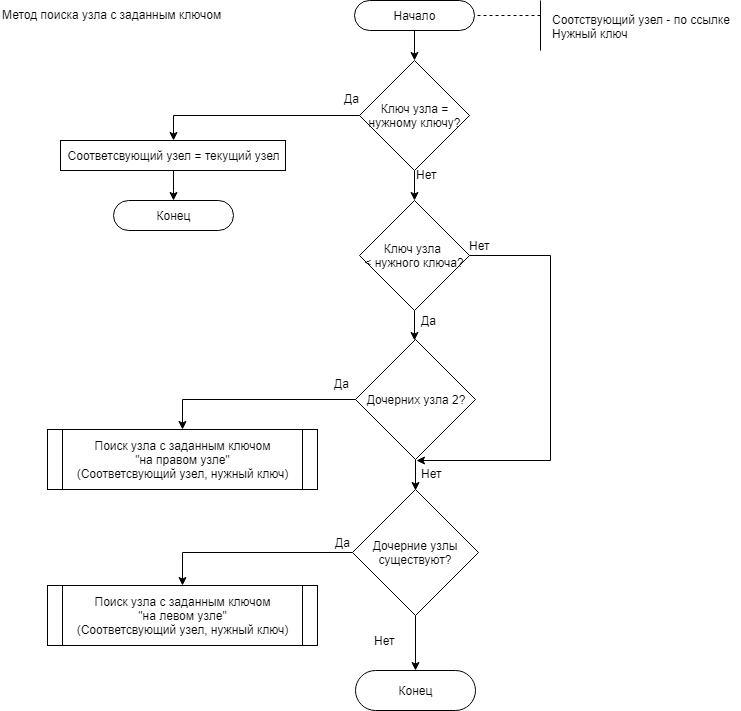 Метод поиска узла с заданным ключом
Начало
Соотствующий узел - по ссылке
Нужный ключ
Да
Ключ узла =
нужному ключу?
Соответсвующий узел = текущий узел
Нет
Конец
Ключ узла
< нужного ключа?
Нет
Да
Да
Дочерних узла 2?
Поиск узла с заданным ключом
"на правом узле"
(Соответсвующий узел, нужный ключ)
Нет
Да
Дочерние узлы
существуют?
Поиск узла с заданным ключом
"на левом узле"
(Соответсвующий узел, нужный ключ)
Нет
Конец